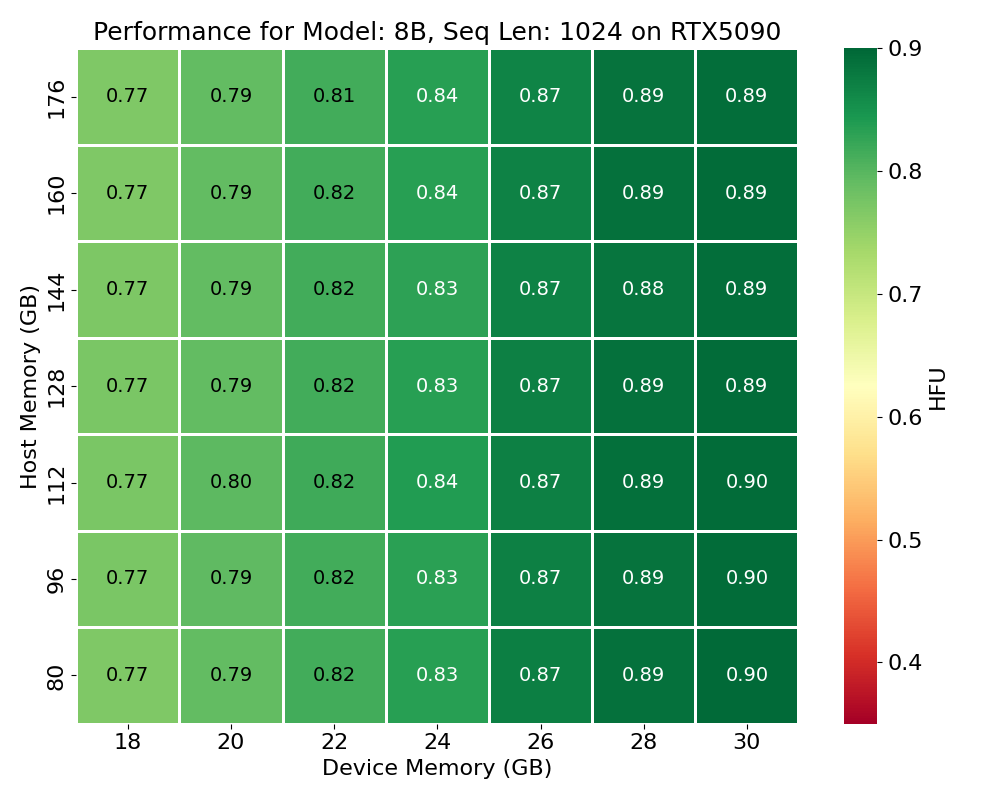 Performance for Model: 8B, Seq Len: 1024 on RTX5090
176 0.77 0.79 0.81 0.84 0.87 0.89 0.89
160 0.77 0.79 0.82 0.84 0.87 0.89 0.89
144 0.77 0.79 0.82 0.83 0.87 0.88 0.89
128 0.77 0.79 0.82 0.83 0.87 0.89 0.89
112 0.77 0.80 0.82 0.84 0.87 0.89 0.90
96 0.77 0.79 0.82 0.83 0.87 0.89 0.90
80 0.77 0.79 0.82 0.83 0.87 0.89 0.90
18 20 22 24 26 28 30
Device Memory (GB)
Host Memory (GB)
0.9
0.8
0.7
0.6
0.5
0.4
HFU